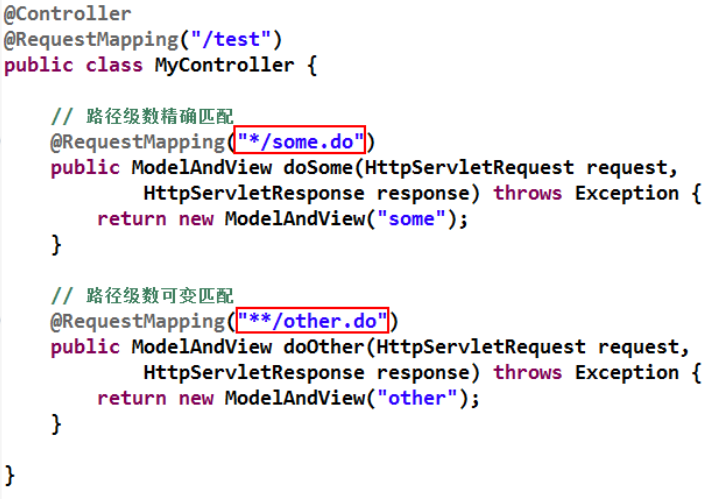 @Controller
@RequestMapping("/test")
public class MyController {
// 路径级数精确匹配
@RequestMapping("*/some.do")
public ModelAndView doSome(HttpServletRequest request,
HttpServletResponse response) throws Exception {
return new ModelAndView("some");
}
// 路径级数可变匹配
@RequestMapping("**/other.do")
public ModelAndView doOther(HttpServletRequest request,
HttpServletResponse response) throws Exception {
return new ModelAndView("other");
}
}